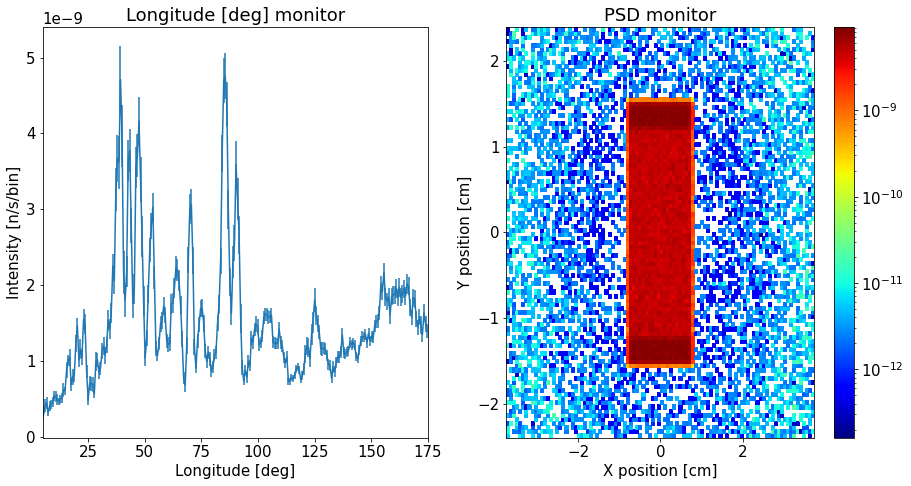 Longitude [deg] monitor
1e−9
5
4
3
2
1
0
25 50 75 100 125 150 175
Intensity [n/s/bin]
Longitude [deg]
PSD monitor
2
1
0
−1
−2
−2 0 2
Y position [cm]
X position [cm]
10⁻⁹
10⁻¹⁰
10⁻¹¹
10⁻¹²